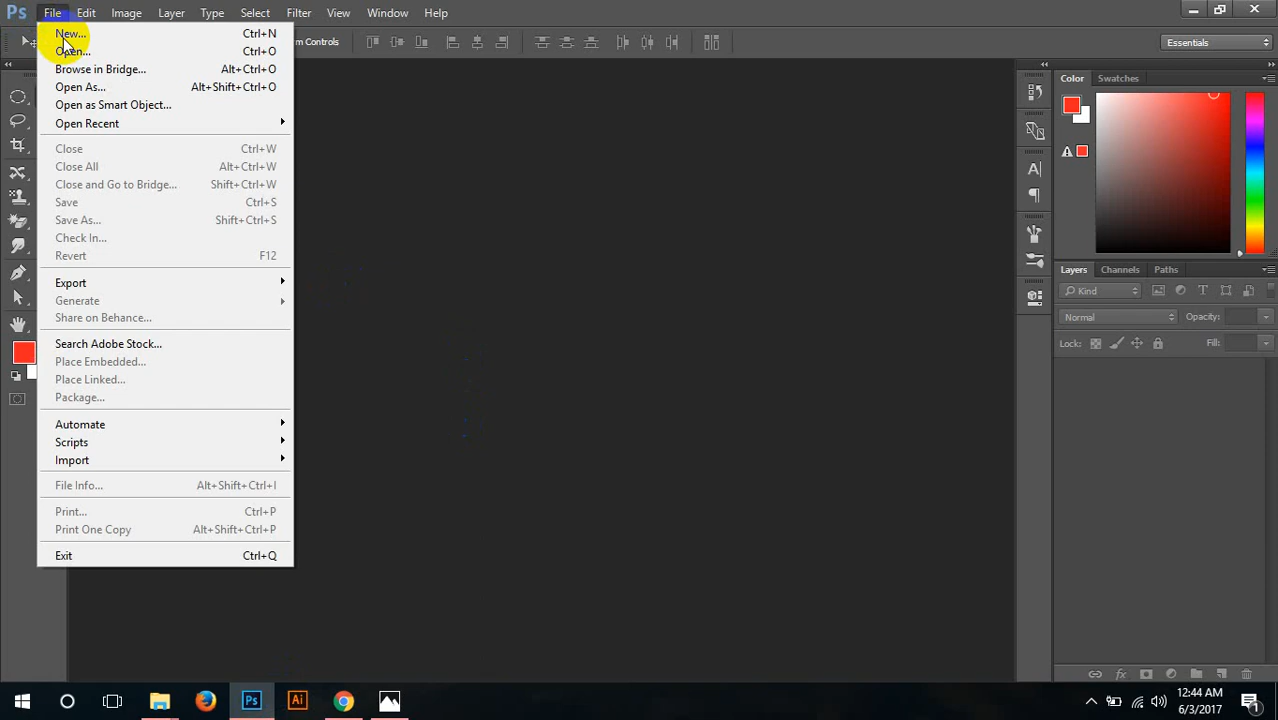 Ps File Edit Image Layer Type Select Filter View Window Help
New... Ctrl+N
m Controls
Essentials
Open... Ctrl+O
Browse in Bridge... Alt+Ctrl+O
Open As... Alt+Shift+Ctrl+O
Open as Smart Object...
Open Recent
Close Ctrl+W
Close All Alt+Ctrl+W
Close and Go to Bridge... Shift+Ctrl+W
Save Ctrl+S
Save As... Shift+Ctrl+S
Check In...
Revert F12
Export
Generate
Share on Behance...
Search Adobe Stock...
Place Embedded...
Place Linked...
Package...
Automate
Scripts
Import
File Info... Alt+Shift+Ctrl+I
Print... Ctrl+P
Print One Copy Alt+Shift+Ctrl+P
Exit Ctrl+Q
Color Swatches
Layers Channels Paths
Kind
Normal Opacity:
Lock: Fill:
Ps Ai
12:44 AM
6/3/2017
1